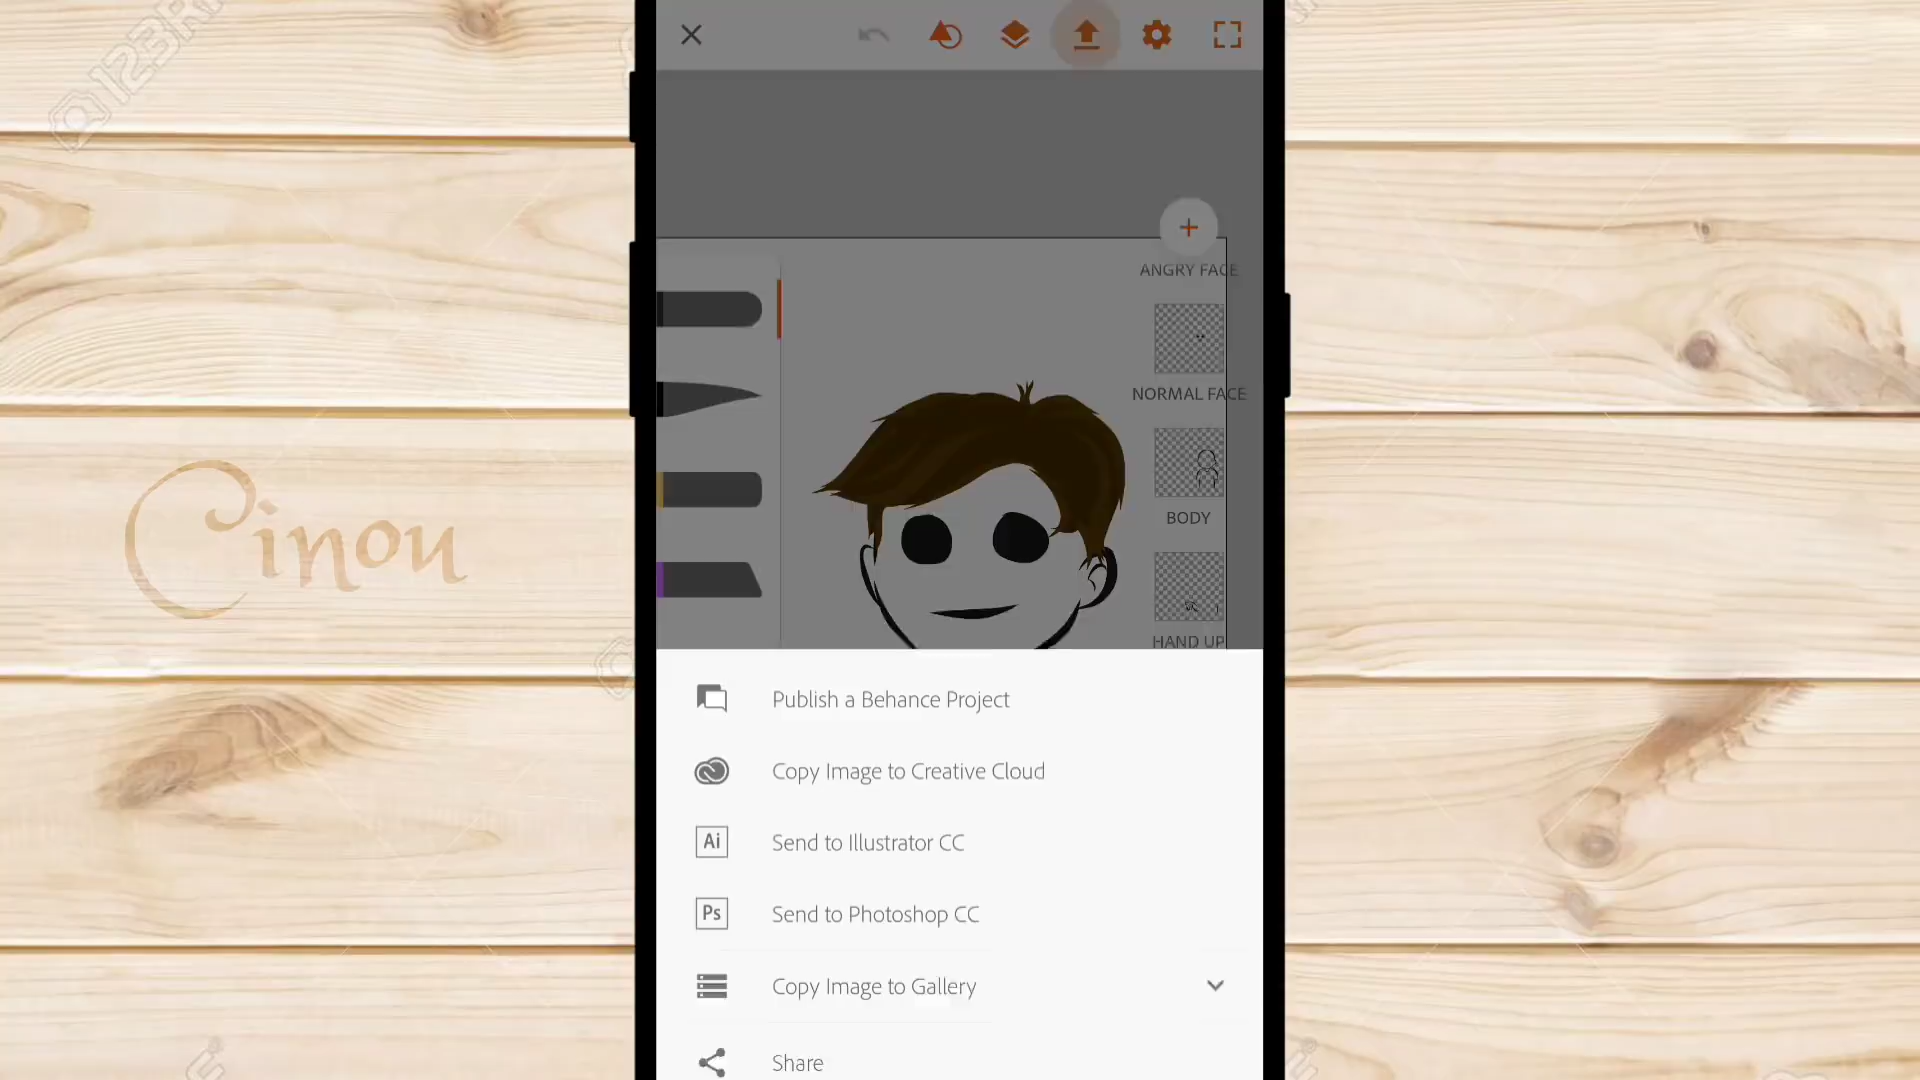 123R
ANGRY FACE
NORMAL FACE
BODY
HAND UP
Cinou
Publish a Behance Project
Copy Image to Creative Cloud
Ai Send to Illustrator CC
Ps Send to Photoshop CC
Copy Image to Gallery
Share